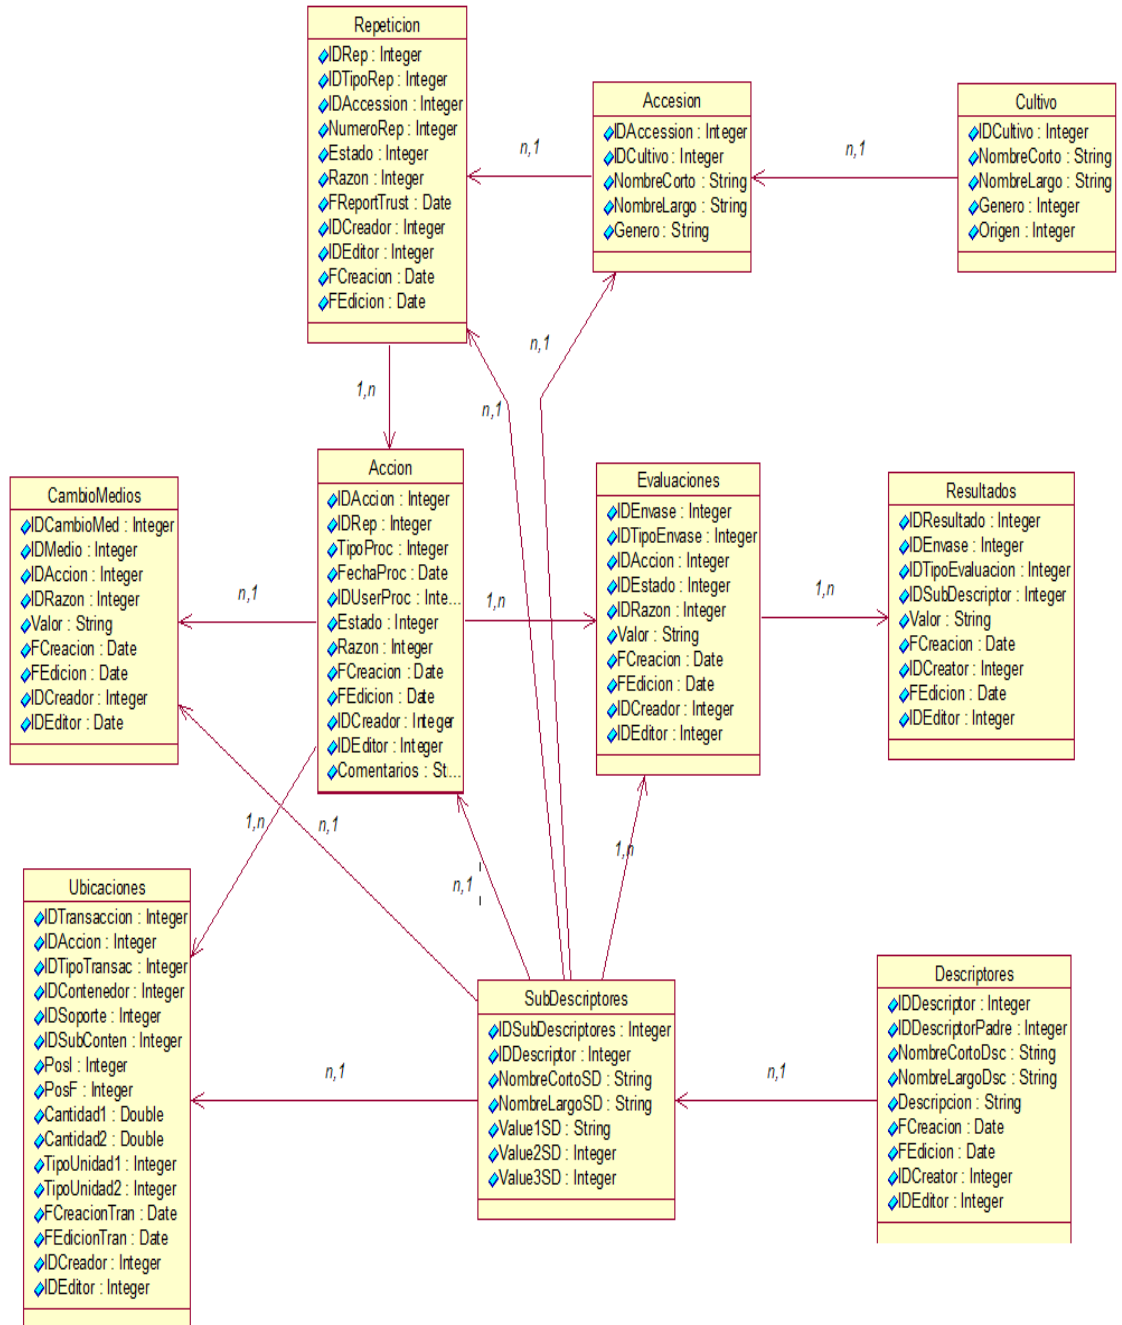 Repeticion
IDRep : Integer
IDTipoRep : Integer
IDAccession : Integer
NumeroRep : Integer
Estado : Integer
Razon : Integer
FReportTrust : Date
IDCreador : Integer
IDEditor : Integer
FCreacion : Date
FEdicion : Date
n,1
Accesion
IDAccession : Integer
IDCultivo : Integer
NombreCorto : String
NombreLargo : String
Genero : String
n,1
Cultivo
IDCultivo : Integer
NombreCorto : String
NombreLargo : String
Genero : Integer
Origen : Integer
1,n
n,1
n,1
CambioMedios
IDCambioMed : Integer
IDMedio : Integer
IDAccion : Integer
IDRazon : Integer
Valor : String
FCreacion : Date
FEdicion : Date
IDCreador : Integer
IDEditor : Date
n,1
Accion
IDAccion : Integer
IDRep : Integer
TipoProc : Integer
FechaProc : Date
IDUserProc : Inte...
Estado : Integer
Razon : Integer
FCreacion : Date
FEdicion : Date
IDCreador : Integer
IDEditor : Integer
Comentarios : St...
1,n
Evaluaciones
IDEnvase : Integer
IDTipoEnvase : Integer
IDAccion : Integer
IDEstado : Integer
IDRazon : Integer
Valor : String
FCreacion : Date
FEdicion : Date
IDCreador : Integer
IDEditor : Integer
1,n
Resultados
IDResultado : Integer
IDEnvase : Integer
IDTipoEvaluacion : Integer
IDSubDescriptor : Integer
Valor : String
FCreacion : Date
IDCreator : Integer
FEdicion : Date
IDEditor : Integer
1,n
n,1
n,1
1,n
Ubicaciones
IDTransaccion : Integer
IDAccion : Integer
IDTipoTransac : Integer
IDContenedor : Integer
IDSoporte : Integer
IDSubConten : Integer
PosI : Integer
PosF : Integer
Cantidad1 : Double
Cantidad2 : Double
TipoUnidad1 : Integer
TipoUnidad2 : Integer
FCreacionTran : Date
FEdicionTran : Date
IDCreador : Integer
IDEditor : Integer
n,1
SubDescriptores
IDSubDescriptores : Integer
IDDescriptor : Integer
NombreCortoSD : String
NombreLargoSD : String
Value1SD : String
Value2SD : Integer
Value3SD : Integer
n,1
Descriptores
IDDescriptor : Integer
IDDescriptorPadre : Integer
NombreCortoDsc : String
NombreLargoDsc : String
Descripcion : String
FCreacion : Date
FEdicion : Date
IDCreator : Integer
IDEditor : Integer